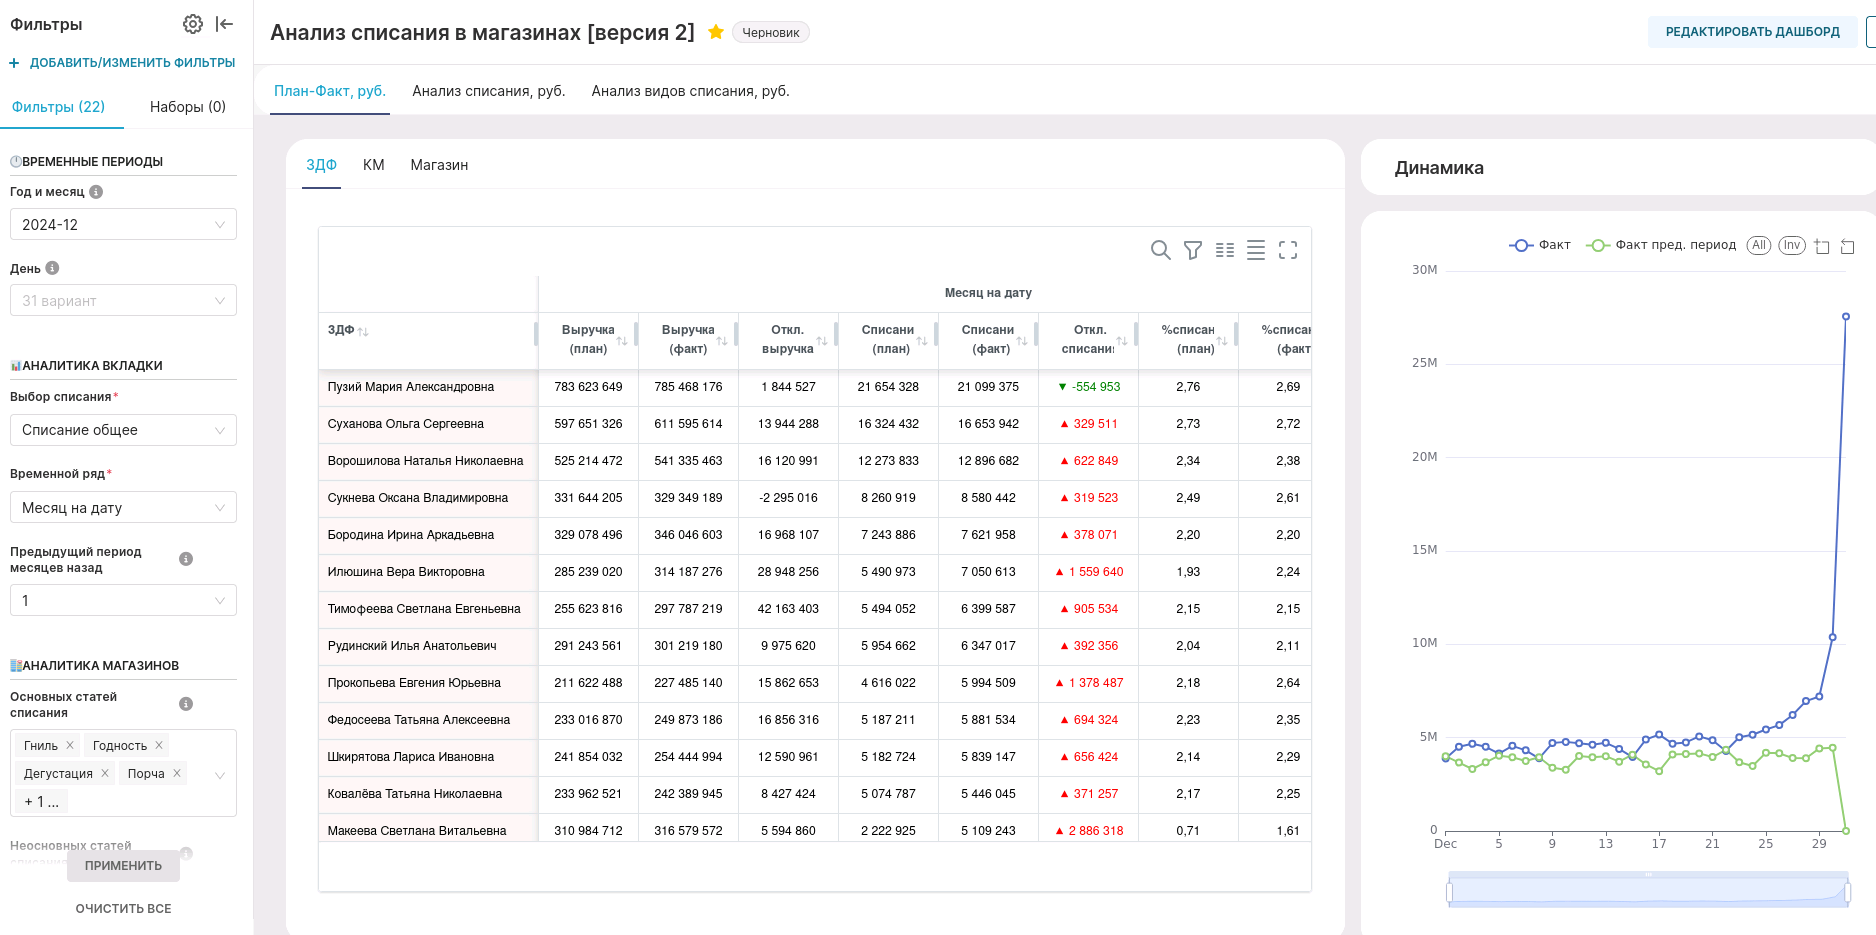 Фильтры
ДОБАВИТЬ/ИЗМЕНИТЬ ФИЛЬТРЫ
Фильтры (22) Наборы (0)
ВРЕМЕННЫЕ ПЕРИОДЫ
Год и месяц
2024-12
День
31 вариант
АНАЛИТИКА ВКЛАДКИ
Выбор списания*
Списание общее
Временной ряд*
Месяц на дату
Предыдущий период
месяцев назад
1
АНАЛИТИКА МАГАЗИНОВ
Основных статей
списания
Гниль Годность
Дегустация Порча
+ 1 ...
Неосновных статей
ПРИМЕНИТЬ
ОЧИСТИТЬ ВСЕ
Анализ списания в магазинах [версия 2] Черновик
РЕДАКТИРОВАТЬ ДАШБОРД
План-Факт, руб. Анализ списания, руб. Анализ видов списания, руб.
ЗДФ КМ Магазин
Месяц на дату
ЗДФ
Выручка
(план)
Выручка
(факт)
Откл.
выручка
Списани
(план)
Списани
(факт)
Откл.
списани
%списан
(план)
%списан
(факт
Пузий Мария Александровна 783 623 649 785 468 176 1 844 527 21 654 328 21 099 375 ▼ -554 953 2,76 2,69
Суханова Ольга Сергеевна 597 651 326 611 595 614 13 944 288 16 324 432 16 653 942 ▲ 329 511 2,73 2,72
Ворошилова Наталья Николаевна 525 214 472 541 335 463 16 120 991 12 273 833 12 896 682 ▲ 622 849 2,34 2,38
Сукнева Оксана Владимировна 331 644 205 329 349 189 -2 295 016 8 260 919 8 580 442 ▲ 319 523 2,49 2,61
Бородина Ирина Аркадьевна 329 078 496 346 046 603 16 968 107 7 243 886 7 621 958 ▲ 378 071 2,20 2,20
Илюшина Вера Викторовна 285 239 020 314 187 276 28 948 256 5 490 973 7 050 613 ▲ 1 559 640 1,93 2,24
Тимофеева Светлана Евгеньевна 255 623 816 297 787 219 42 163 403 5 494 052 6 399 587 ▲ 905 534 2,15 2,15
Рудинский Илья Анатольевич 291 243 561 301 219 180 9 975 620 5 954 662 6 347 017 ▲ 392 356 2,04 2,11
Прокопьева Евгения Юрьевна 211 622 488 227 485 140 15 862 653 4 616 022 5 994 509 ▲ 1 378 487 2,18 2,64
Федосеева Татьяна Алексеевна 233 016 870 249 873 186 16 856 316 5 187 211 5 881 534 ▲ 694 324 2,23 2,35
Шкирятова Лариса Ивановна 241 854 032 254 444 994 12 590 961 5 182 724 5 839 147 ▲ 656 424 2,14 2,29
Ковалёва Татьяна Николаевна 233 962 521 242 389 945 8 427 424 5 074 787 5 446 045 ▲ 371 257 2,17 2,25
Макеева Светлана Витальевна 310 984 712 316 579 572 5 594 860 2 222 925 5 109 243 ▲ 2 886 318 0,71 1,61
Динамика
Факт Факт пред. период All Inv
30M
25M
20M
15M
10M
5M
0
Dec 5 9 13 17 21 25 29